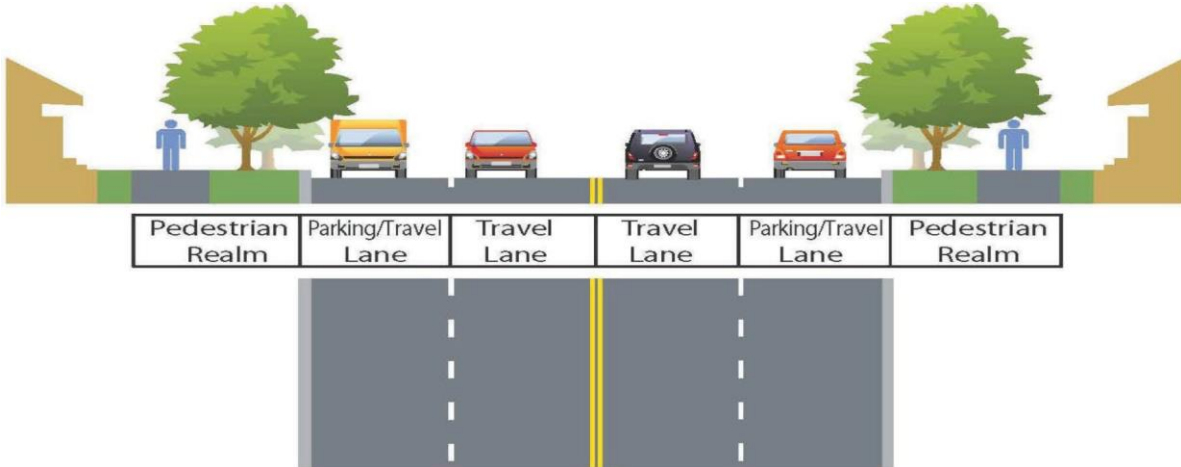 Pedestrian
Realm
Parking/Travel
Lane
Travel
Lane
Travel
Lane
Parking/Travel
Lane
Pedestrian
Realm